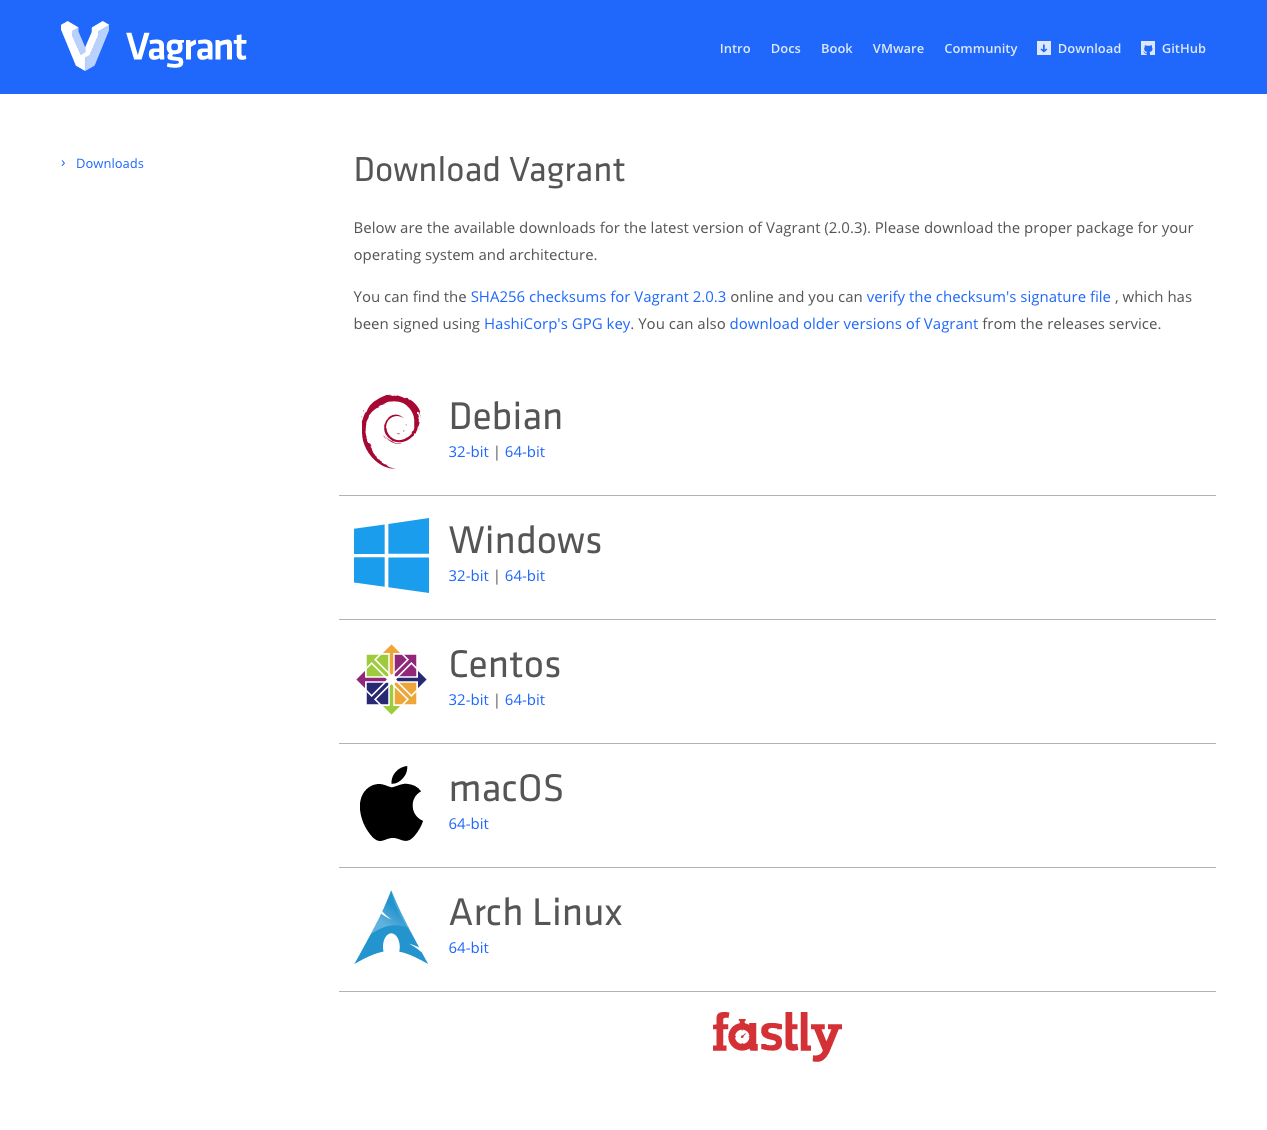 Vagrant
Intro Docs Book VMware Community Download GitHub
› Downloads
Download Vagrant
Below are the available downloads for the latest version of Vagrant (2.0.3). Please download the proper package for your
operating system and architecture.
You can find the SHA256 checksums for Vagrant 2.0.3 online and you can verify the checksum's signature file , which has
been signed using HashiCorp's GPG key. You can also download older versions of Vagrant from the releases service.
Debian
32-bit | 64-bit
Windows
32-bit | 64-bit
Centos
32-bit | 64-bit
macOS
64-bit
Arch Linux
64-bit
fastly